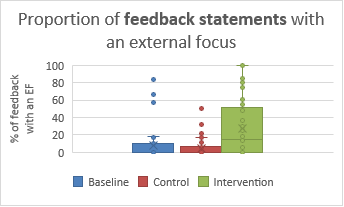 Proportion of feedback statements with
an external focus
% of feedback
with an EF
100
80
60
40
20
0
Baseline
Control
Intervention